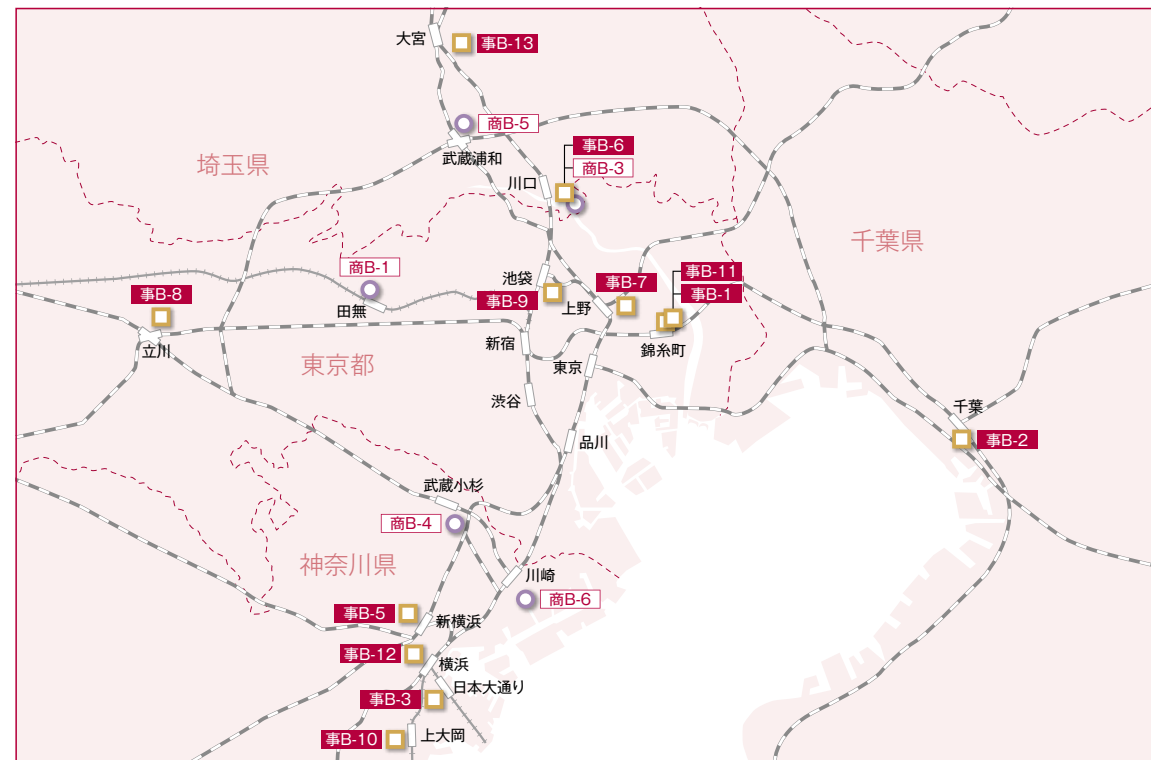 大宮
事B-13
商B-5
武蔵浦和
事B-6
商B-3
埼玉県
川口
千葉県
商B-1
池袋
事B-7
事B-11
事B-1
事B-8
田無
事B-9
上野
立川
新宿
錦糸町
東京都
東京
渋谷
千葉
品川
事B-2
武蔵小杉
商B-4
神奈川県
川崎
商B-6
事B-5
新横浜
事B-12
横浜
日本大通り
事B-3
事B-10
上大岡